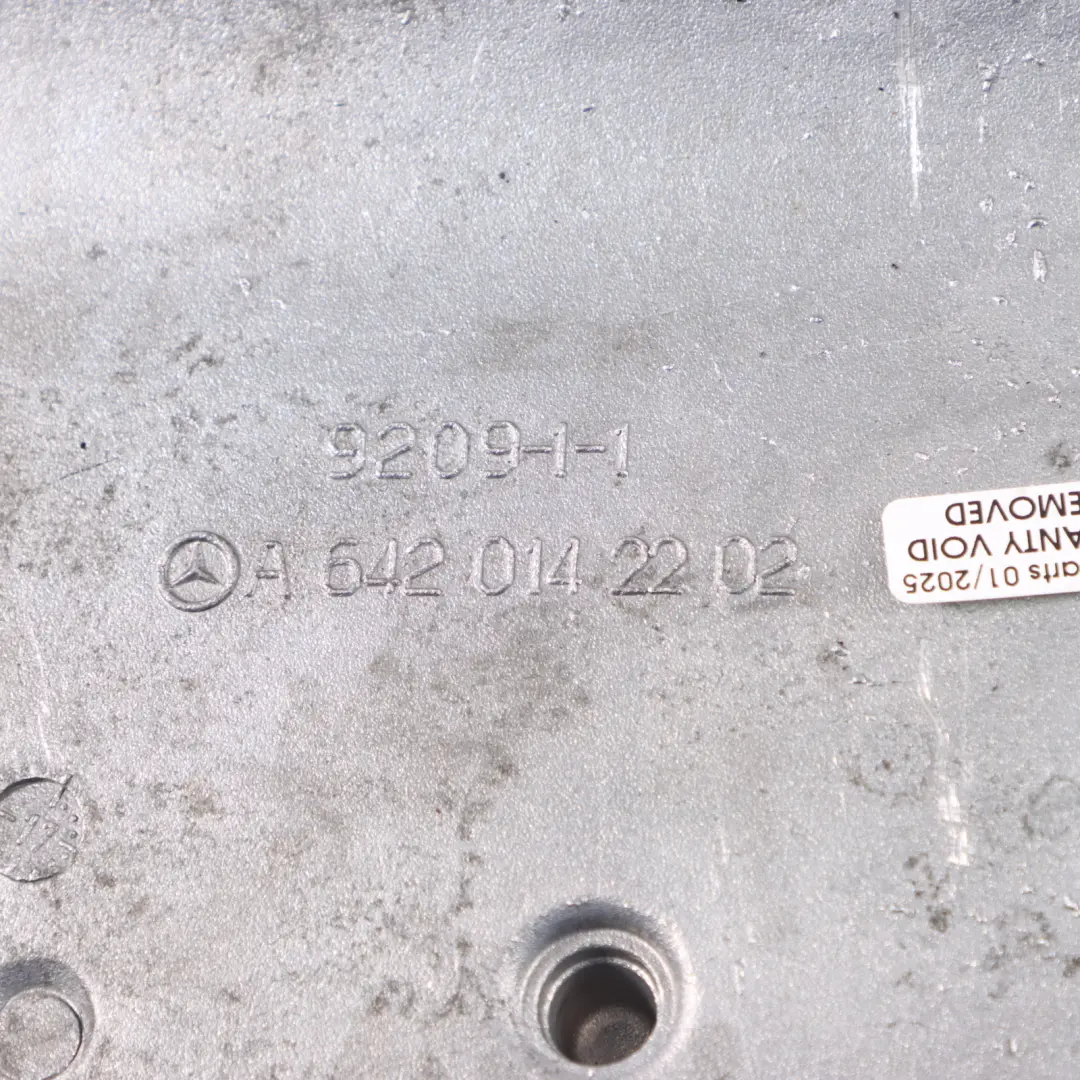 9209-1-1
A 642 014 22 02
arts 01/2025
ANTY VOID
EMOVED